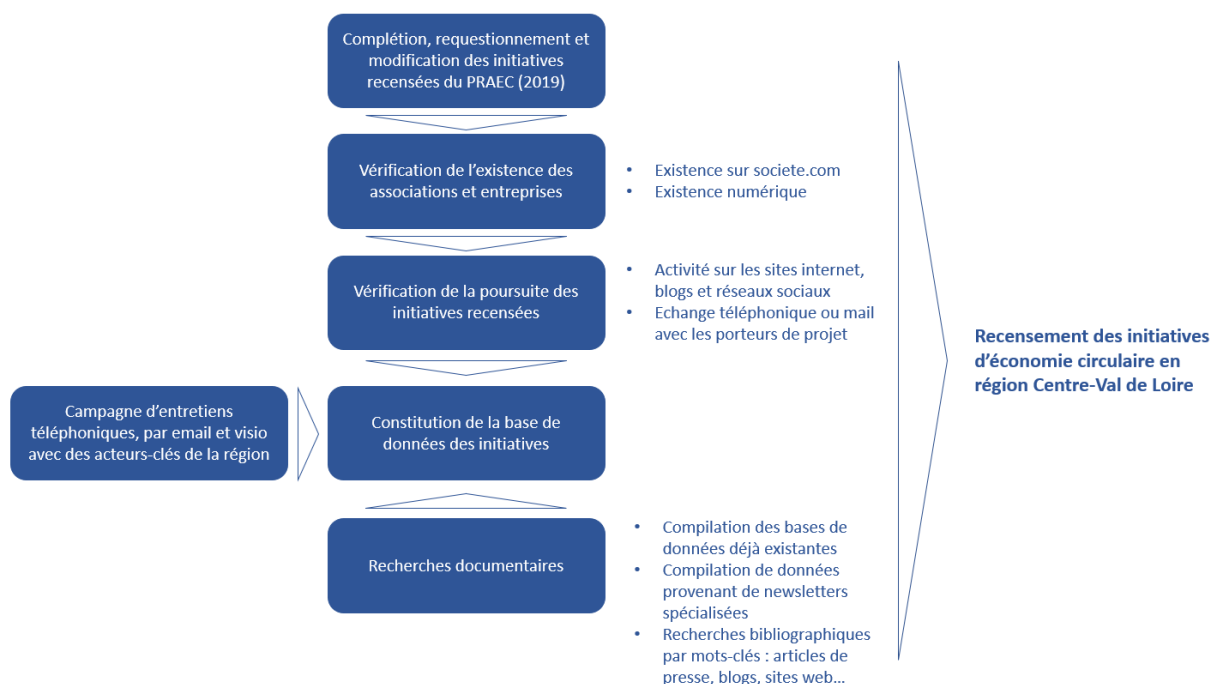 Complétion, requestionnement et
modification des initiatives
recensées du PRAEC (2019)
Vérification de l’existence des
associations et entreprises
• Existence sur societe.com
• Existence numérique
Vérification de la poursuite des
initiatives recensées
• Activité sur les sites internet,
blogs et réseaux sociaux
• Echange téléphonique ou mail
avec les porteurs de projet
Campagne d’entretiens
téléphoniques, par email et visio
avec des acteurs-clés de la région
Constitution de la base de
données des initiatives
Recherches documentaires
• Compilation des bases de
données déjà existantes
• Compilation de données
provenant de newsletters
spécialisées
• Recherches bibliographiques
par mots-clés : articles de
presse, blogs, sites web…
Recensement des initiatives
d’économie circulaire en
région Centre-Val de Loire